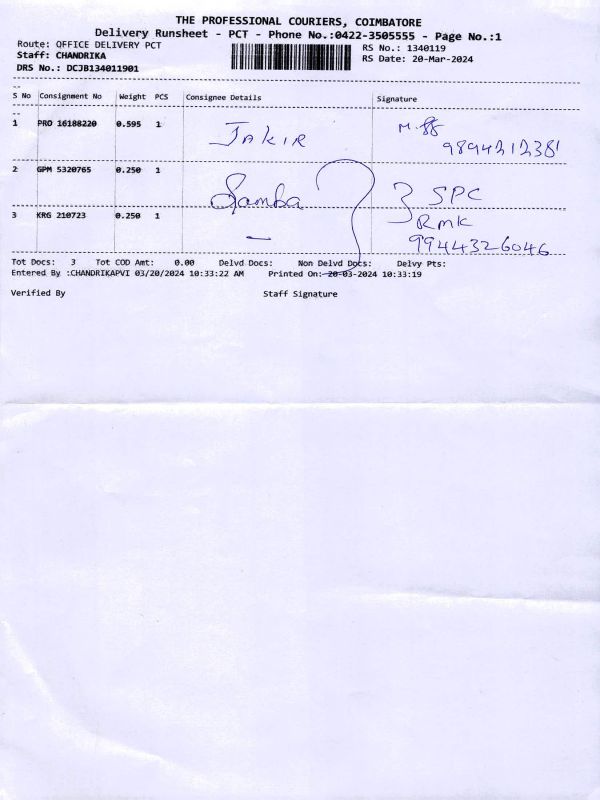 THE PROFESSIONAL COURIERS, COIMBATORE
Delivery Runsheet - PCT - Phone No.:0422-3505555 - Page No.:1
Route: OFFICE DELIVERY PCT
RS No.: 1340119
Staff: CHANDRIKA
RS Date: 20-Mar-2024
DRS No.: DCJB134011901
S No Consignment No Weight PCS Consignee Details Signature
1 PRO 16188220 0.595 1 JAKIR M.
9894212381
2 GPM 5320765 0.250 1 Samba } SPC
3 KRG 210723 0.250 1 — RMK
9944326046
Tot Docs: 3 Tot COD Amt: 0.00 Delvd Docs: Non Delvd Docs: Delvy Pts:
Entered By :CHANDRIKAPVI 03/20/2024 10:33:22 AM Printed On: 20-03-2024 10:33:19
Verified By Staff Signature